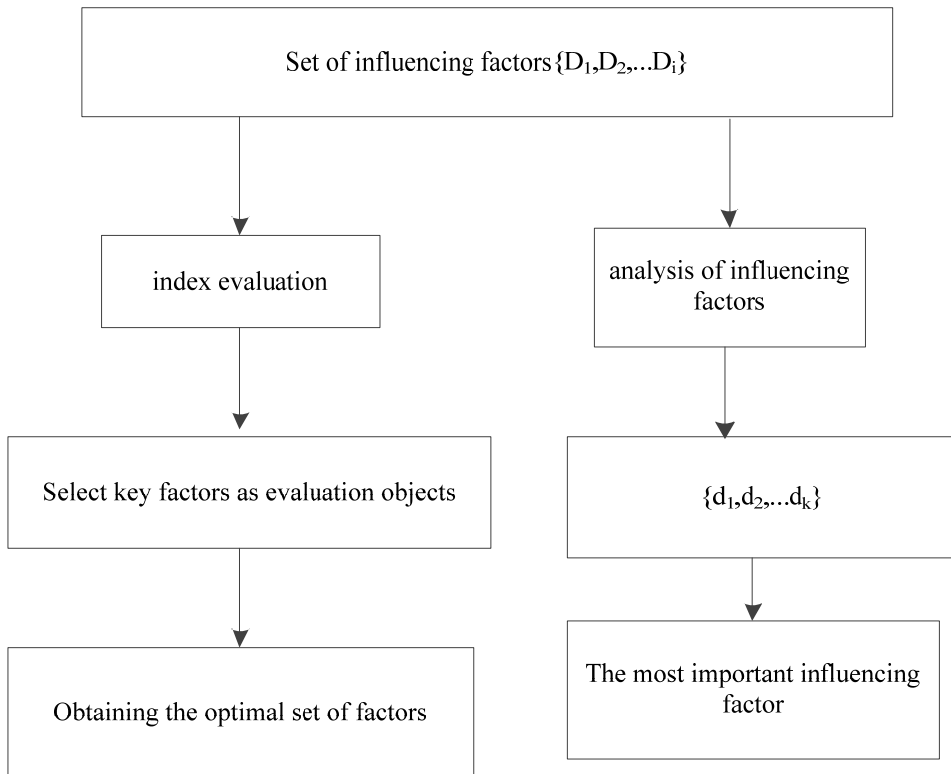 Set of influencing factors{D₁,D₂,...Dᵢ}
index evaluation
analysis of influencing
factors
Select key factors as evaluation objects
{d₁,d₂,...dₖ}
Obtaining the optimal set of factors
The most important influencing
factor